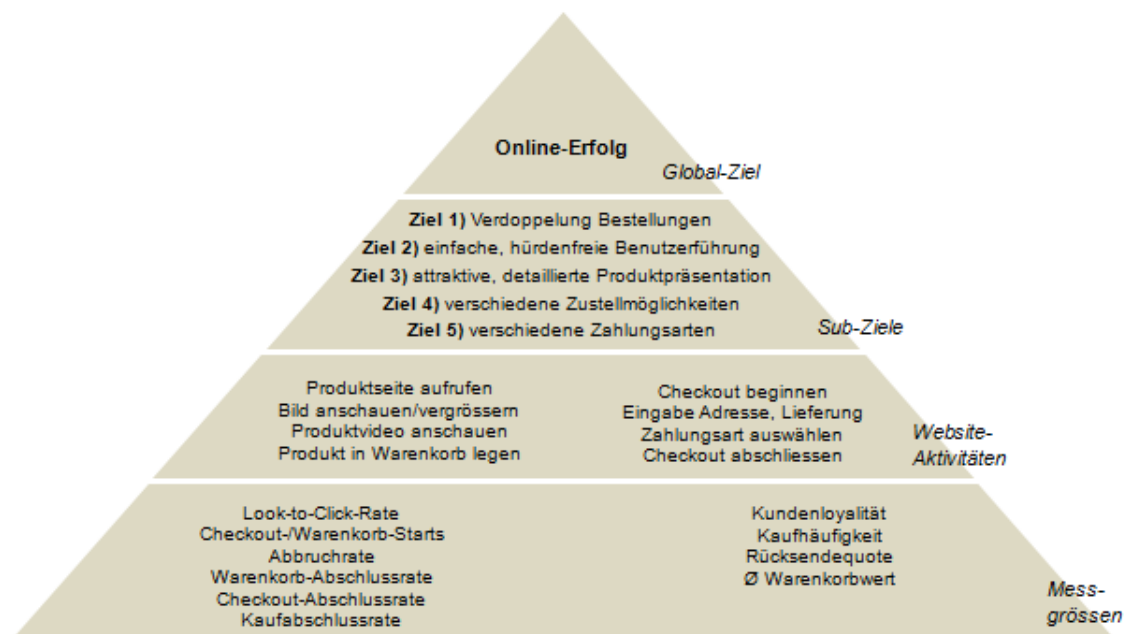 Online-Erfolg
Global-Ziel
Ziel 1) Verdoppelung Bestellungen
Ziel 2) einfache, hürdenfreie Benutzerführung
Ziel 3) attraktive, detaillierte Produktpräsentation
Ziel 4) verschiedene Zustellmöglichkeiten
Ziel 5) verschiedene Zahlungsarten
Sub-Ziele
Produktseite aufrufen
Bild anschauen/vergrössern
Produktvideo anschauen
Produkt in Warenkorb legen
Checkout beginnen
Eingabe Adresse, Lieferung
Zahlungsart auswählen
Checkout abschliessen
Website-
Aktivitäten
Look-to-Click-Rate
Checkout-/Warenkorb-Starts
Abbruchrate
Warenkorb-Abschlussrate
Checkout-Abschlussrate
Kaufabschlussrate
Kundenloyalität
Kaufhäufigkeit
Rücksendequote
Ø Warenkorbwert
Mess-
grössen